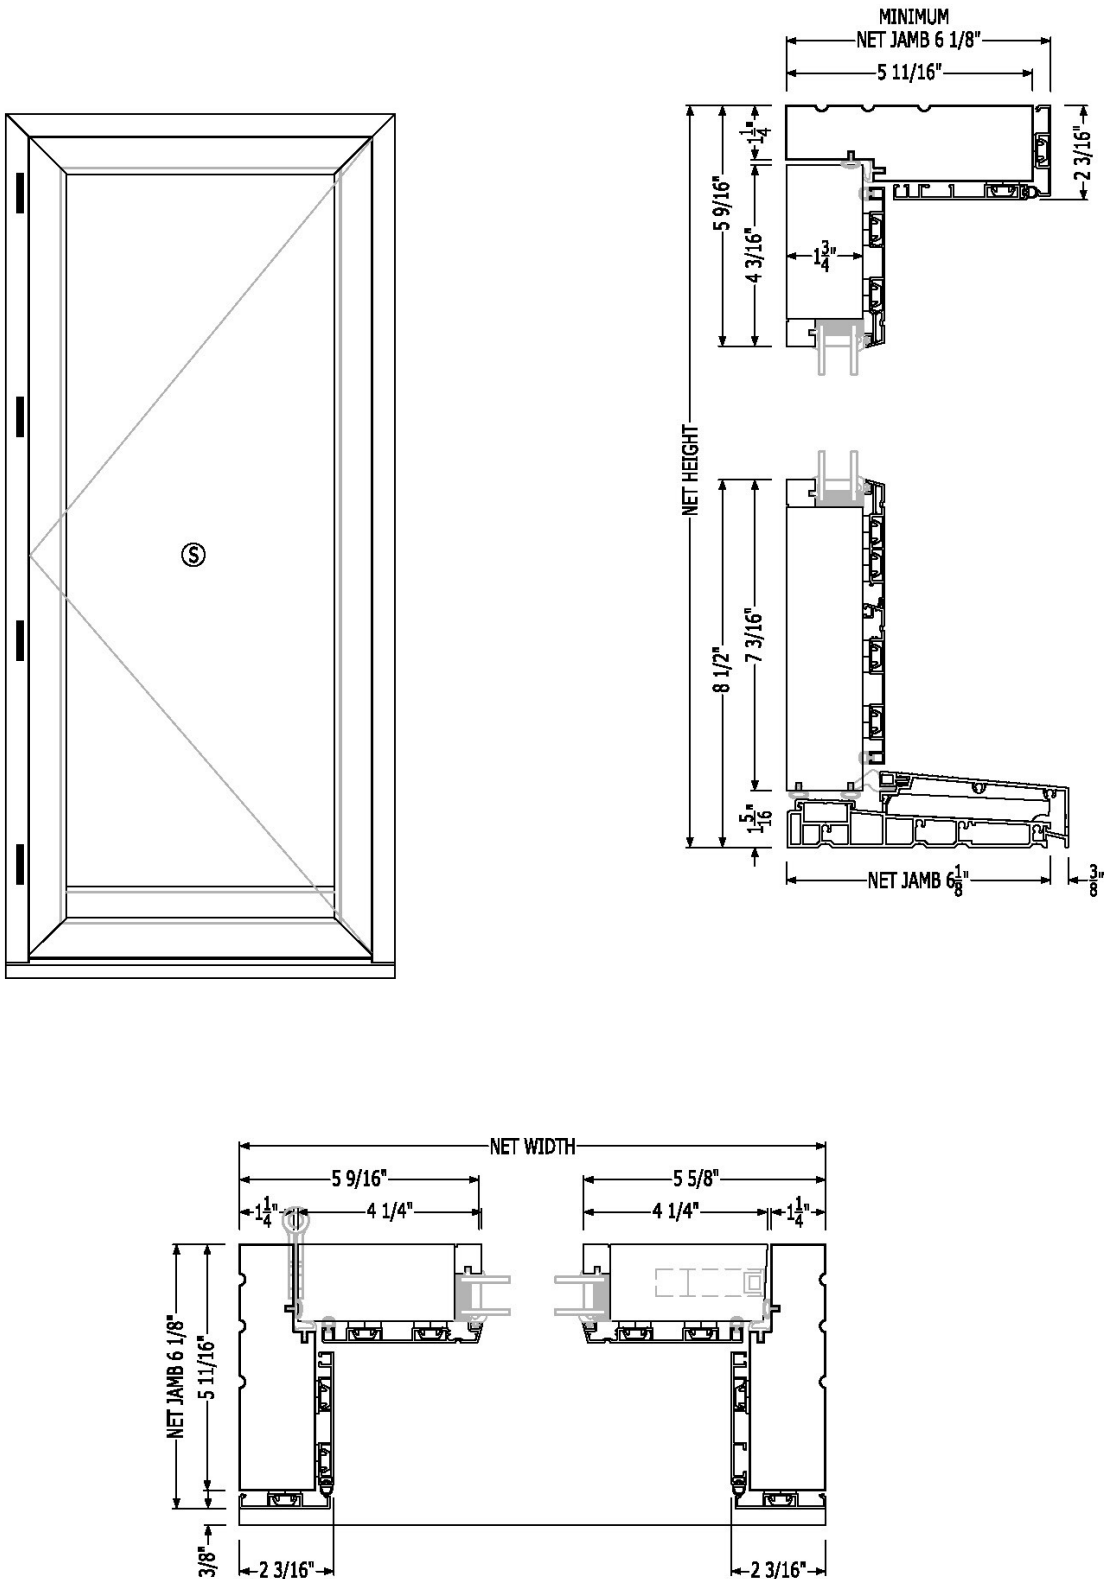 MINIMUM
NET JAMB 6 1/8"
5 11/16"
1 1/4"
2 3/16"
5 9/16"
4 3/16"
1 3/4"
NET HEIGHT
S
8 1/2"
7 3/16"
1 5/16"
NET JAMB 6 1/8"
3/8"
NET WIDTH
5 9/16"
5 5/8"
1 1/4"
4 1/4"
4 1/4"
1 1/4"
NET JAMB 6 1/8"
5 11/16"
3/8"
2 3/16"
2 3/16"